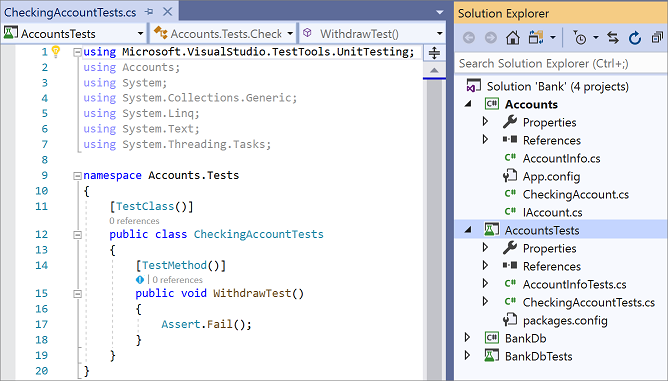 CheckingAccountTests.cs
AccountsTests
Accounts.Tests.Check
WithdrawTest()
1 using Microsoft.VisualStudio.TestTools.UnitTesting;
2 using Accounts;
3 using System;
4 using System.Collections.Generic;
5 using System.Linq;
6 using System.Text;
7 using System.Threading.Tasks;
8
9 namespace Accounts.Tests
10 {
11 [TestClass()]
0 references
12 public class CheckingAccountTests
13 {
14 [TestMethod()]
| 0 references
15 public void WithdrawTest()
16 {
17 Assert.Fail();
18 }
19 }
20 }
Solution Explorer
Search Solution Explorer (Ctrl+;)
Solution 'Bank' (4 projects)
C# Accounts
Properties
References
C# AccountInfo.cs
App.config
C# CheckingAccount.cs
C# IAccount.cs
AccountsTests
Properties
References
C# AccountInfoTests.cs
C# CheckingAccountTests.cs
packages.config
C# BankDb
BankDbTests